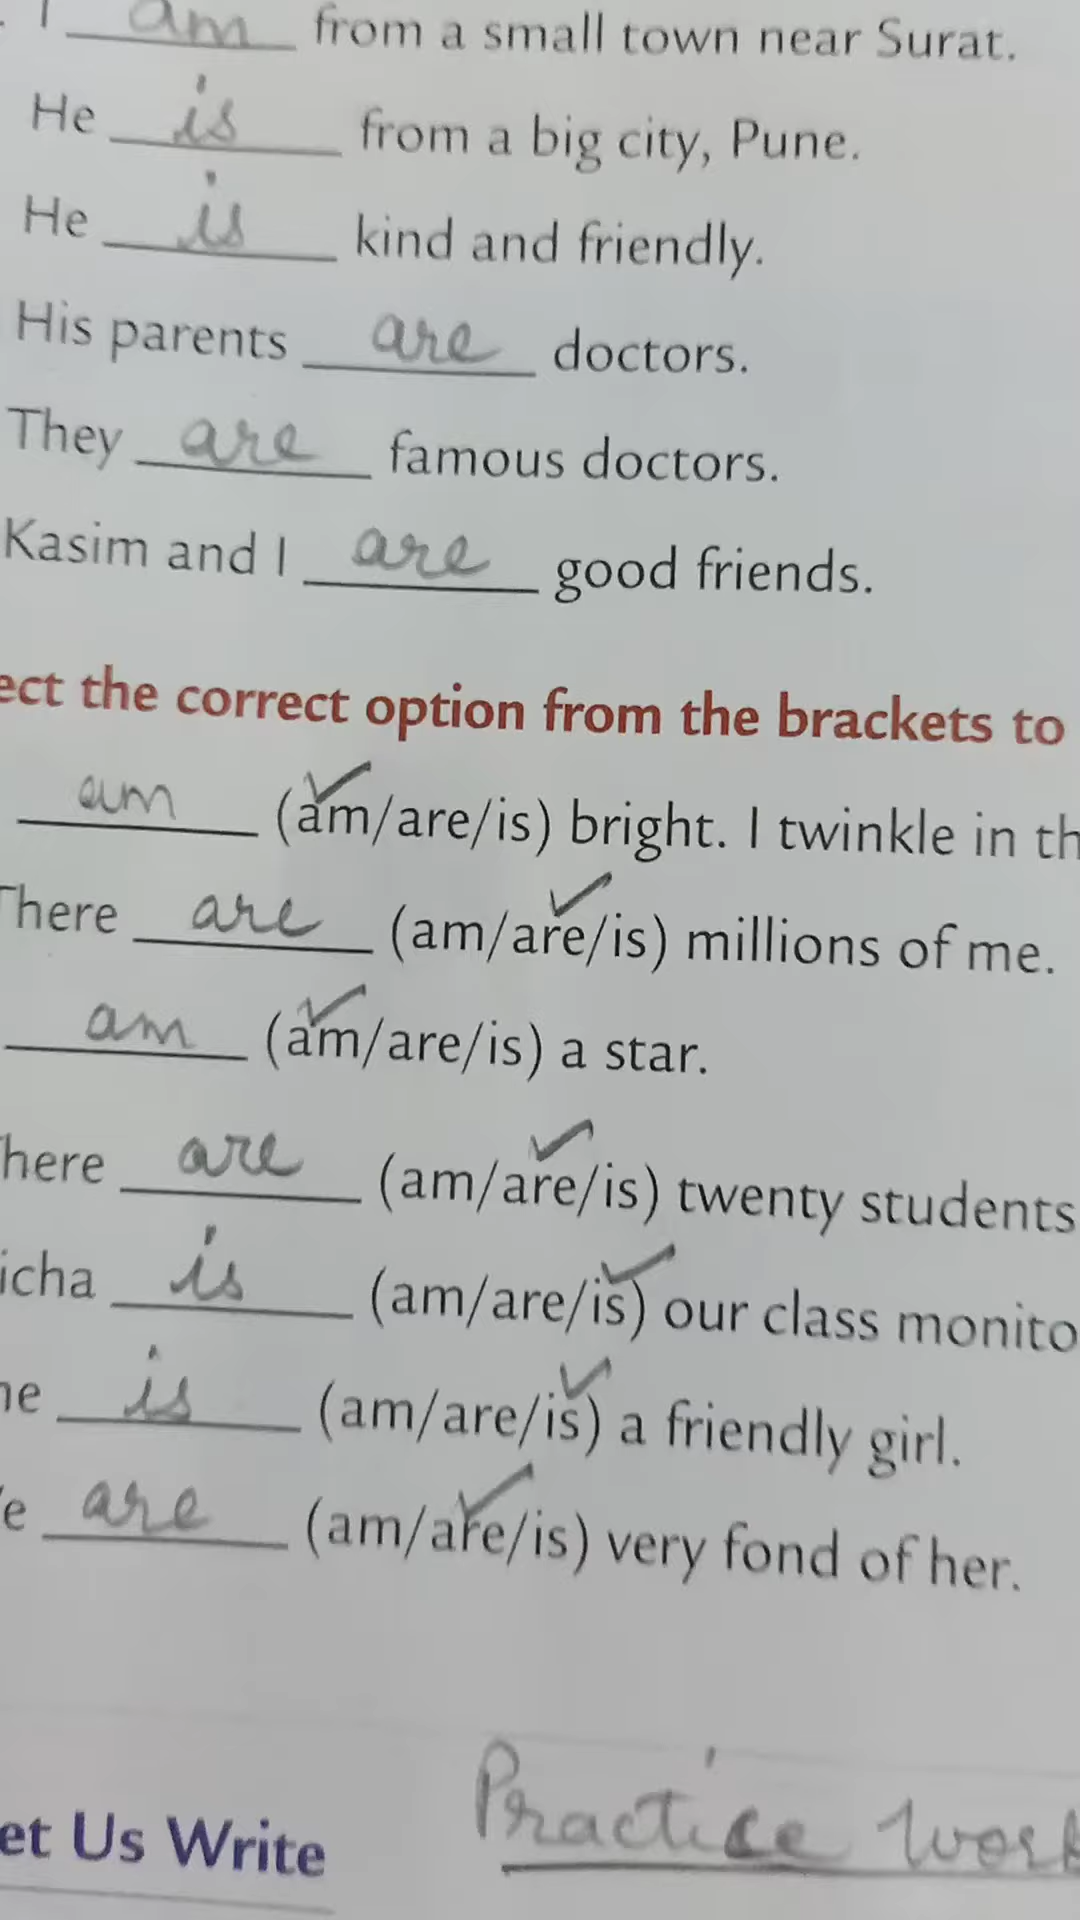 I am from a small town near Surat.
He is from a big city, Pune.
He is kind and friendly.
His parents are doctors.
They are famous doctors.
Kasim and I are good friends.
ect the correct option from the brackets to
am (am/are/is) bright. I twinkle in th
There are (am/are/is) millions of me.
am (am/are/is) a star.
here are (am/are/is) twenty students
icha is (am/are/is) our class monito
he is (am/are/is) a friendly girl.
e are (am/are/is) very fond of her.
et Us Write
Practice Work